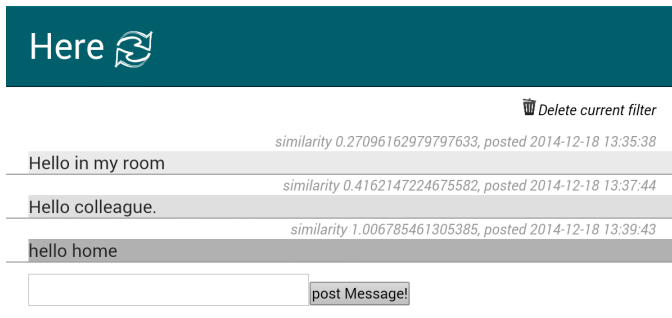 Here
Delete current filter
similarity 0.27096162979797633, posted 2014-12-18 13:35:38
Hello in my room
similarity 0.4162147224675582, posted 2014-12-18 13:37:44
Hello colleague.
similarity 1.006785461305385, posted 2014-12-18 13:39:43
hello home
post Message!